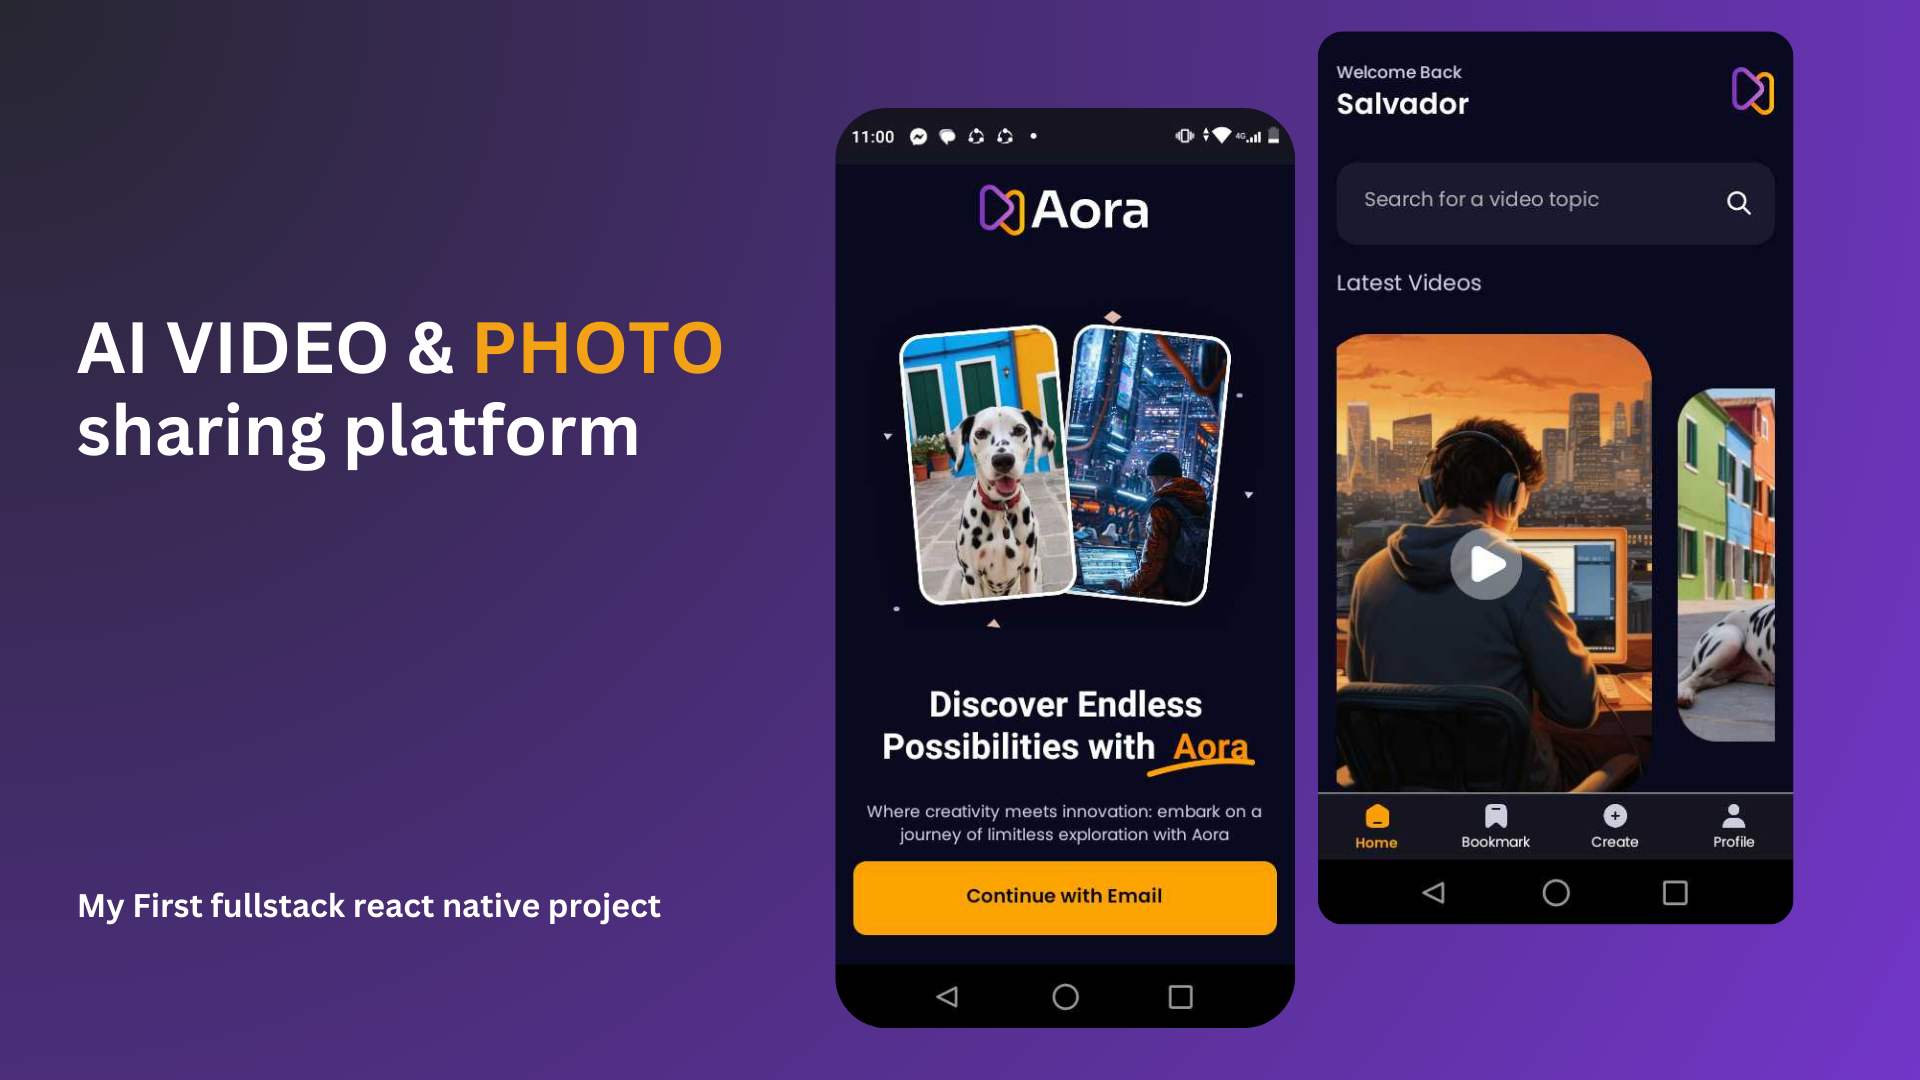 AI VIDEO & PHOTO
sharing platform
My First fullstack react native project
11:00
4G
Aora
Discover Endless
Possibilities with Aora
Where creativity meets innovation: embark on a
journey of limitless exploration with Aora
Continue with Email
Welcome Back
Salvador
Search for a video topic
Latest Videos
Home
Bookmark
Create
Profile